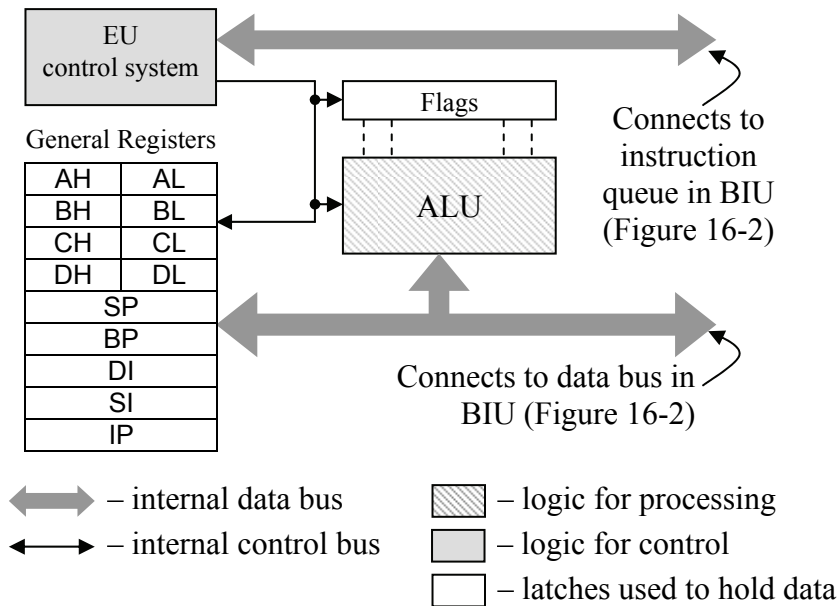 EU
control system
Flags
Connects to
instruction
queue in BIU
(Figure 16-2)
General Registers
AH AL
BH BL
CH CL
DH DL
SP
BP
DI
SI
IP
ALU
Connects to data bus in
BIU (Figure 16-2)
– internal data bus
– internal control bus
– logic for processing
– logic for control
– latches used to hold data